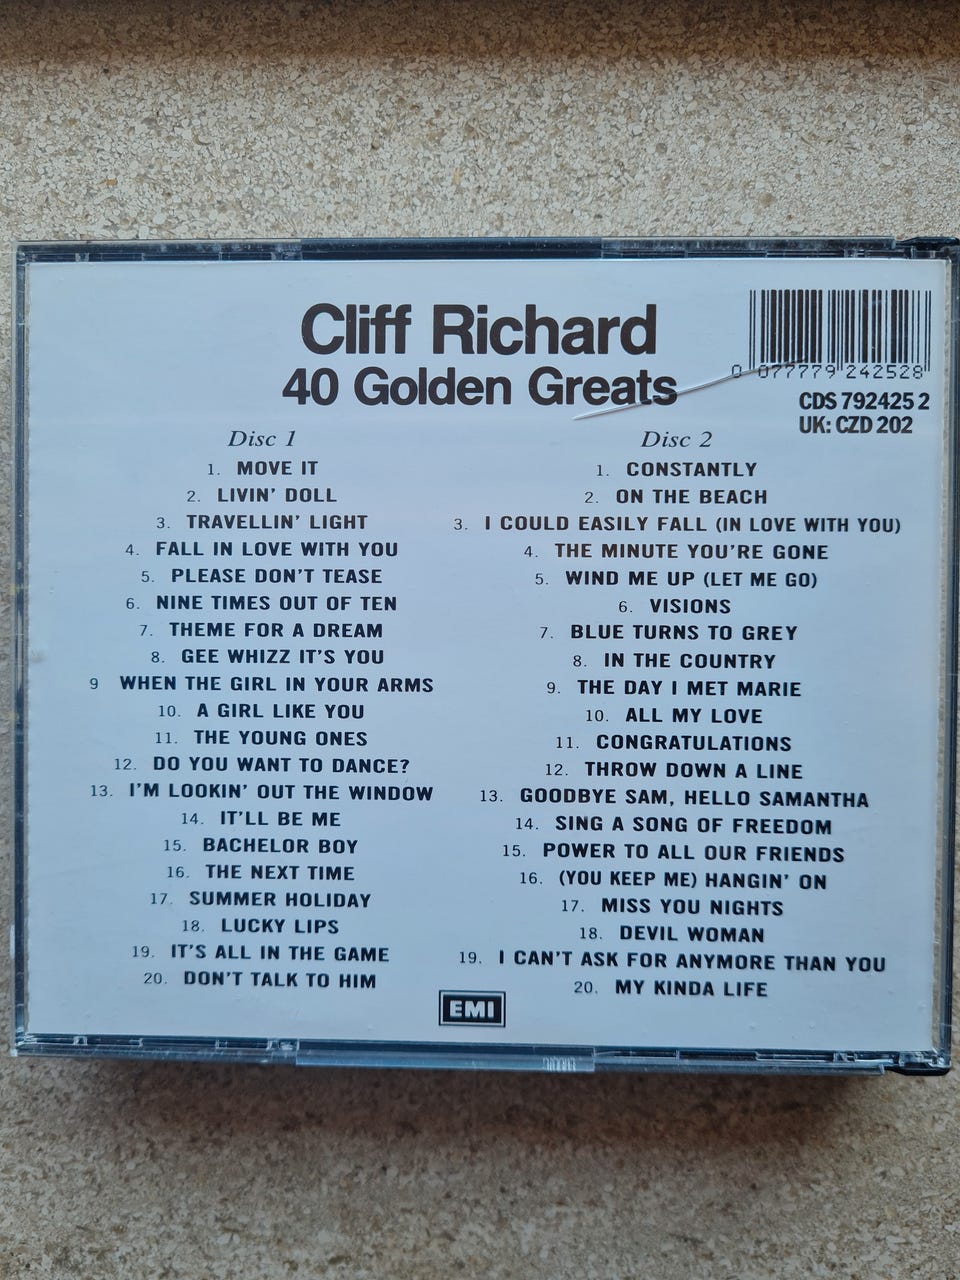 Cliff Richard
40 Golden Greats
0 077779 242528
CDS 792425 2
UK: CZD 202
Disc 1
1. MOVE IT
2. LIVIN' DOLL
3. TRAVELLIN' LIGHT
4. FALL IN LOVE WITH YOU
5. PLEASE DON'T TEASE
6. NINE TIMES OUT OF TEN
7. THEME FOR A DREAM
8. GEE WHIZZ IT'S YOU
9 WHEN THE GIRL IN YOUR ARMS
10. A GIRL LIKE YOU
11. THE YOUNG ONES
12. DO YOU WANT TO DANCE?
13. I'M LOOKIN' OUT THE WINDOW
14. IT'LL BE ME
15. BACHELOR BOY
16. THE NEXT TIME
17. SUMMER HOLIDAY
18. LUCKY LIPS
19. IT'S ALL IN THE GAME
20. DON'T TALK TO HIM
Disc 2
1. CONSTANTLY
2. ON THE BEACH
3. I COULD EASILY FALL (IN LOVE WITH YOU)
4. THE MINUTE YOU'RE GONE
5. WIND ME UP (LET ME GO)
6. VISIONS
7. BLUE TURNS TO GREY
8. IN THE COUNTRY
9. THE DAY I MET MARIE
10. ALL MY LOVE
11. CONGRATULATIONS
12. THROW DOWN A LINE
13. GOODBYE SAM, HELLO SAMANTHA
14. SING A SONG OF FREEDOM
15. POWER TO ALL OUR FRIENDS
16. (YOU KEEP ME) HANGIN' ON
17. MISS YOU NIGHTS
18. DEVIL WOMAN
19. I CAN'T ASK FOR ANYMORE THAN YOU
20. MY KINDA LIFE
EMI